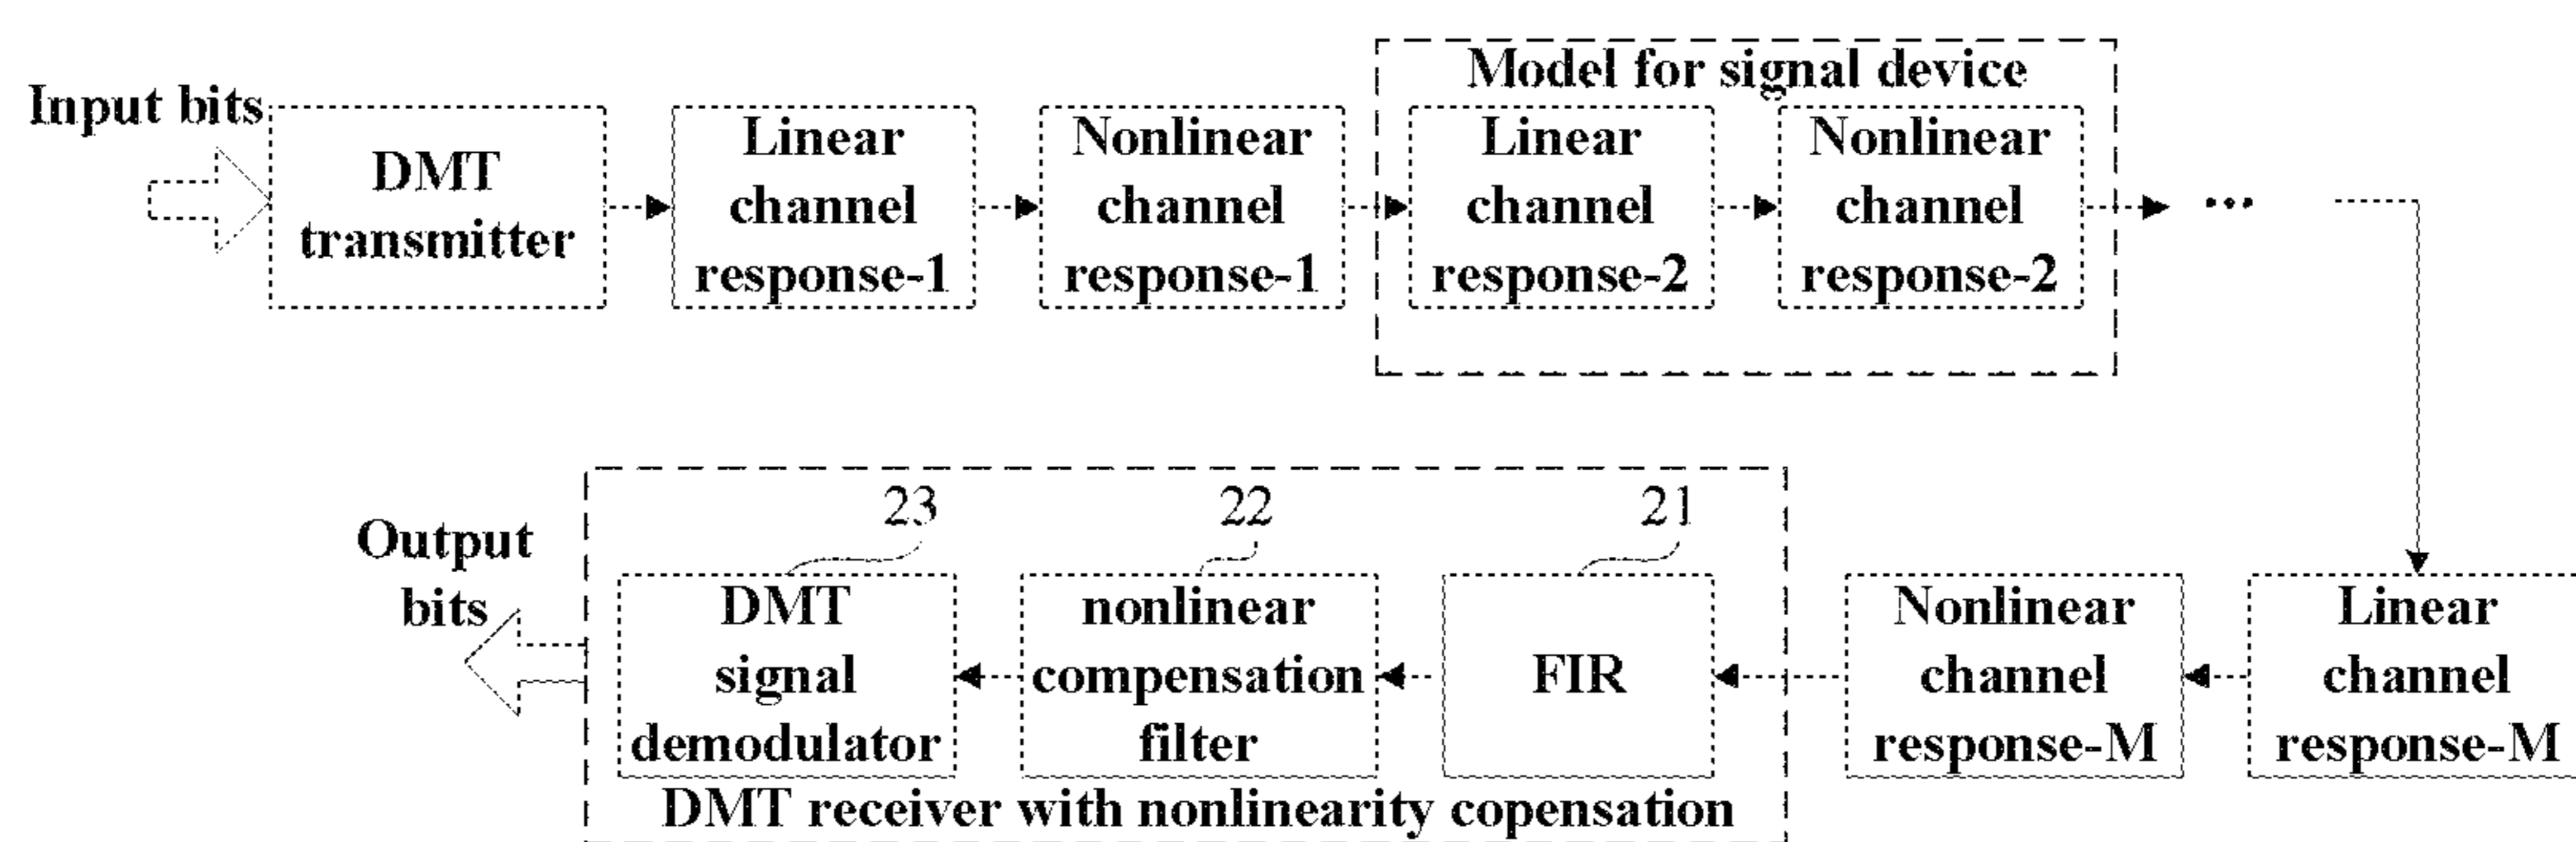 Model for signal device
Input bits
DMT
transmitter
Linear
channel
response-1
Nonlinear
channel
response-1
Linear
channel
response-2
Nonlinear
channel
response-2
...
23
22
21
Output
bits
DMT
signal
demodulator
nonlinear
compensation
filter
FIR
Nonlinear
channel
response-M
Linear
channel
response-M
DMT receiver with nonlinearity copensation